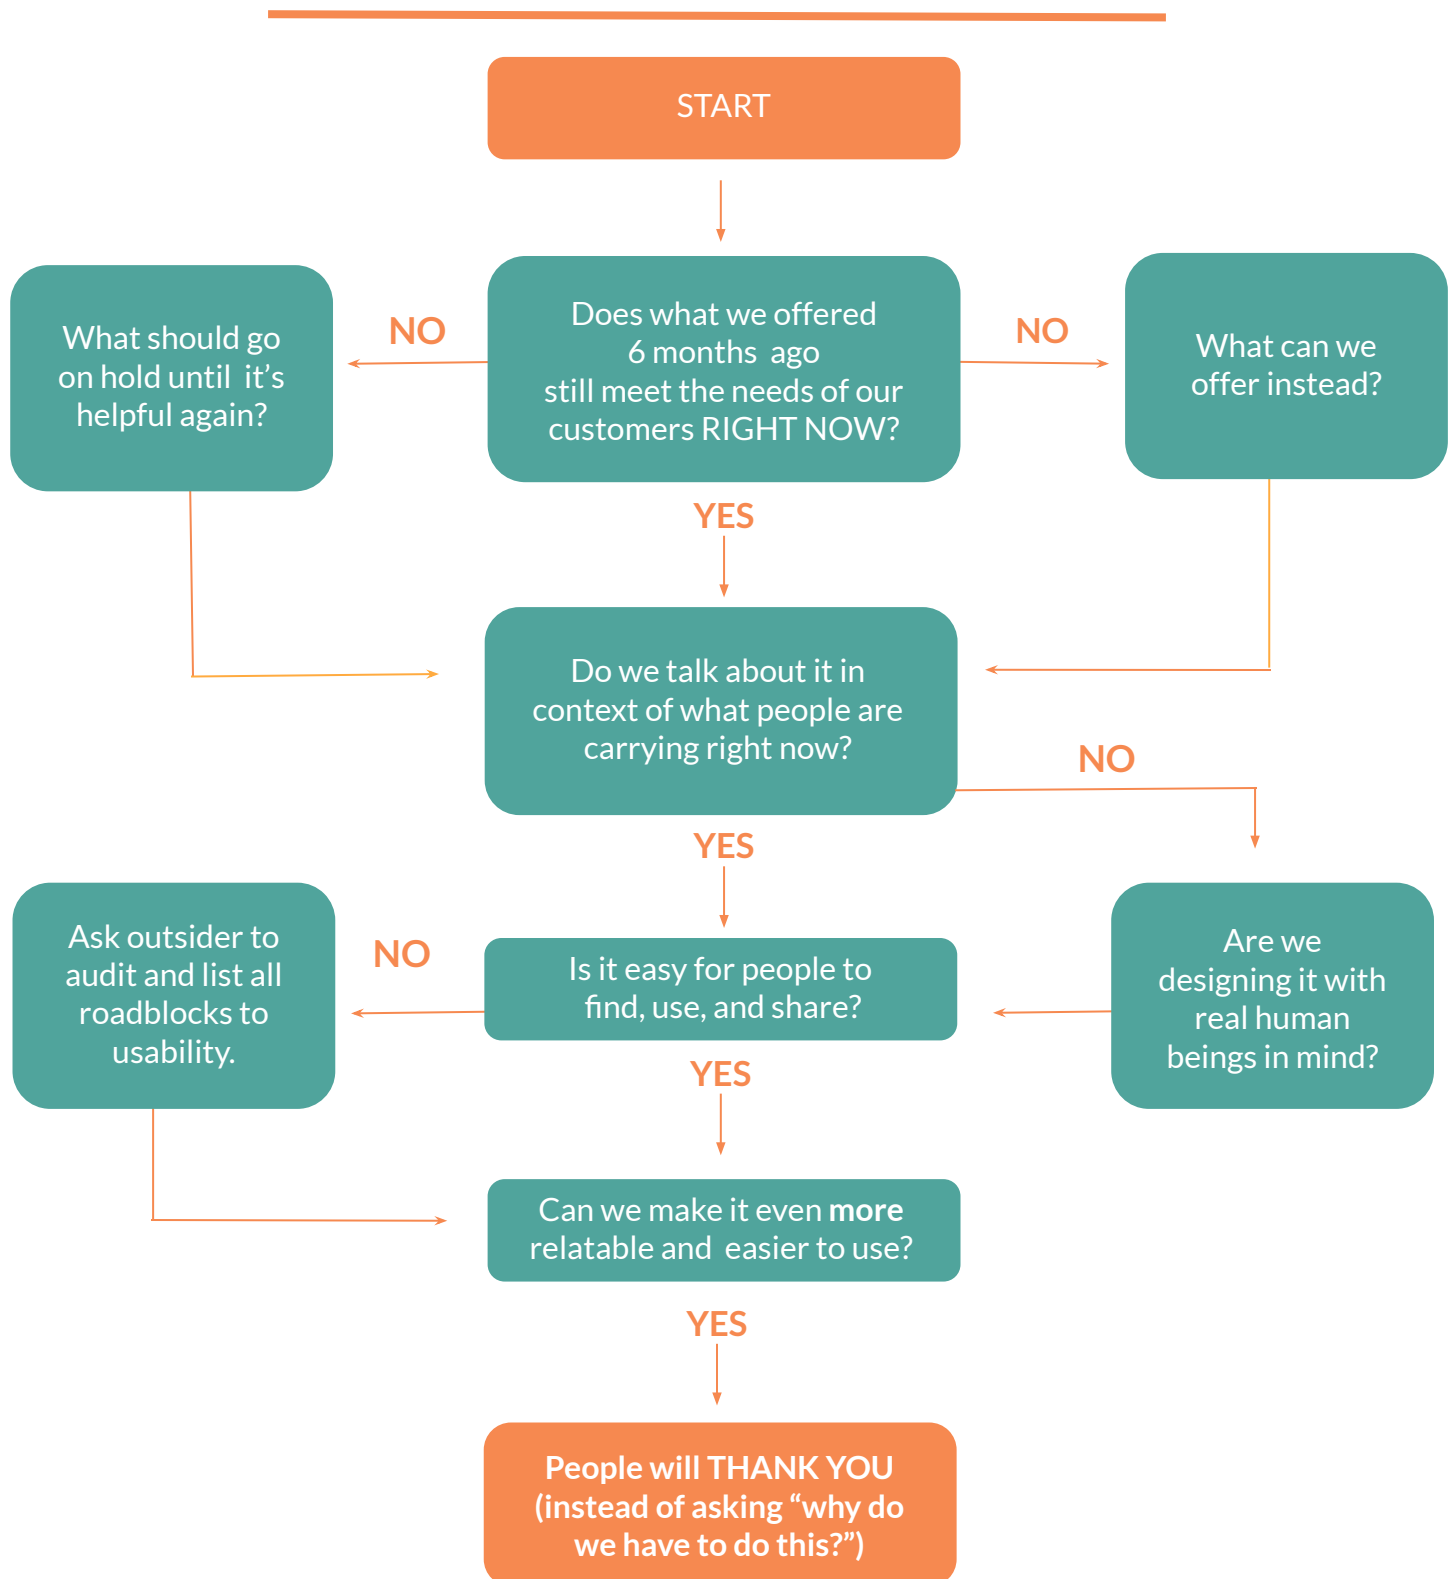 START
What should go
on hold until it’s
helpful again?
NO
Does what we offered
6 months ago
still meet the needs of our
customers RIGHT NOW?
NO
What can we
offer instead?
YES
Do we talk about it in
context of what people are
carrying right now?
NO
YES
Ask outsider to
audit and list all
roadblocks to
usability.
NO
Is it easy for people to
find, use, and share?
Are we
designing it with
real human
beings in mind?
YES
Can we make it even more
relatable and easier to use?
YES
People will THANK YOU
(instead of asking “why do
we have to do this?”)